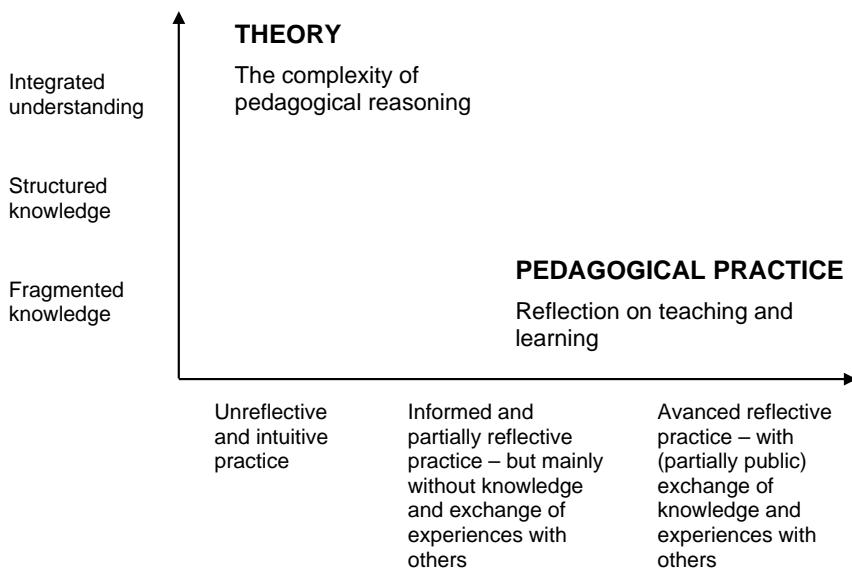 THEORY
The complexity of
pedagogical reasoning
Integrated
understanding
Structured
knowledge
Fragmented
knowledge
PEDAGOGICAL PRACTICE
Reflection on teaching and
learning
Unreflective
and intuitive
practice
Informed and
partially reflective
practice – but mainly
without knowledge
and exchange of
experiences with
others
Avanced reflective
practice – with
(partially public)
exchange of
knowledge and
experiences with
others